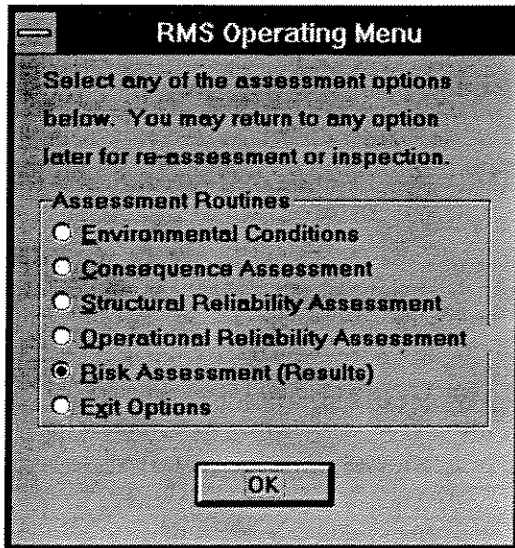 RMS Operating Menu
Select any of the assessment options
below. You may return to any option
later for re-assessment or inspection.
Assessment Routines
Environmental Conditions
Consequence Assessment
Structural Reliability Assessment
Operational Reliability Assessment
Risk Assessment (Results)
Exit Options
OK